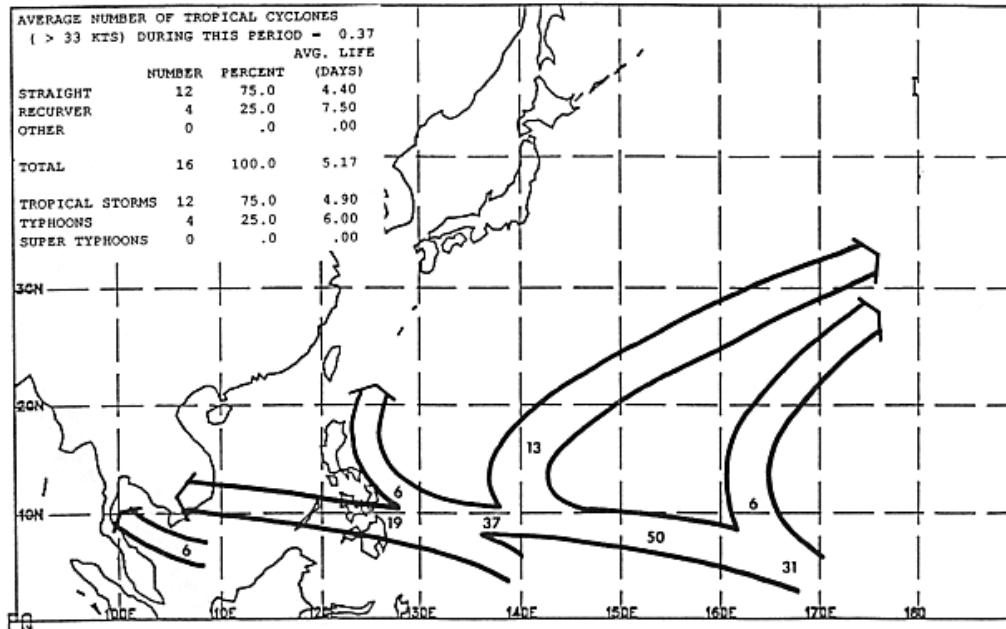 AVERAGE NUMBER OF TROPICAL CYCLONES
( > 33 KTS) DURING THIS PERIOD = 0.37
AVG. LIFE
NUMBER PERCENT (DAYS)
STRAIGHT 12 75.0 4.40
RECURVER 4 25.0 7.50
OTHER 0 .0 .00
TOTAL 16 100.0 5.17
TROPICAL STORMS 12 75.0 4.90
TYPHOONS 4 25.0 6.00
SUPER TYPHOONS 0 .0 .00
30N
20N
13
6 6
10N 19 37
50
6
31
100E 110E 120E 130E 140E 150E 160E 170E 180